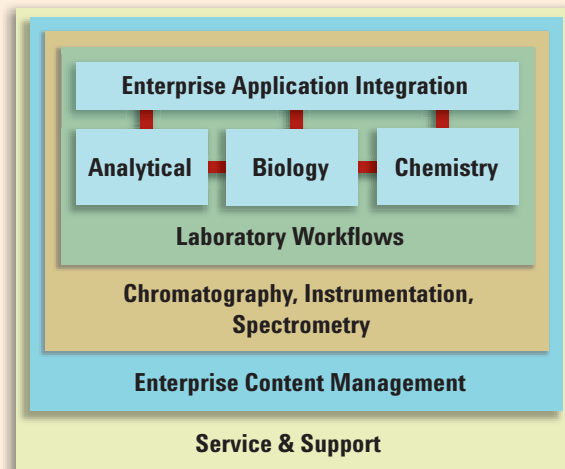 Enterprise Application Integration
Analytical
Biology
Chemistry
Laboratory Workflows
Chromatography, Instrumentation,
Spectrometry
Enterprise Content Management
Service & Support